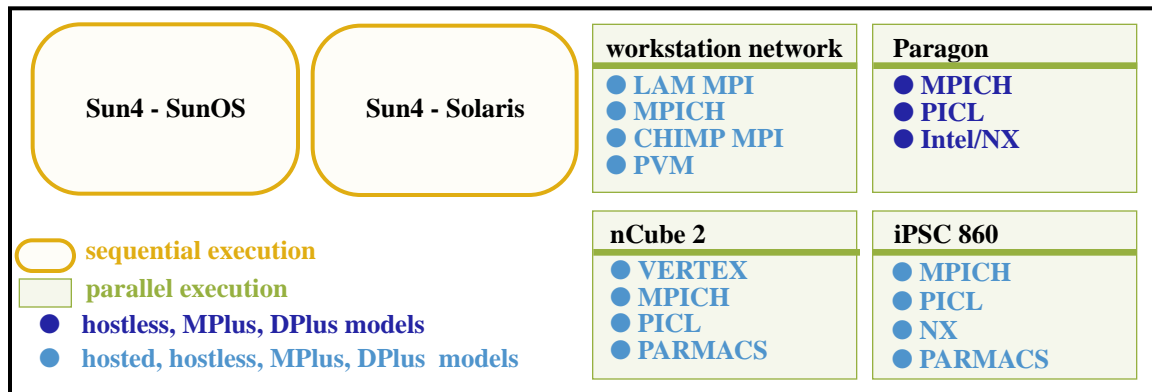 Sun4 - SunOS
Sun4 - Solaris
workstation network
LAM MPI
MPICH
CHIMP MPI
PVM
Paragon
MPICH
PICL
Intel/NX
sequential execution
parallel execution
hostless, MPlus, DPlus models
hosted, hostless, MPlus, DPlus models
nCube 2
VERTEX
MPICH
PICL
PARMACS
iPSC 860
MPICH
PICL
NX
PARMACS